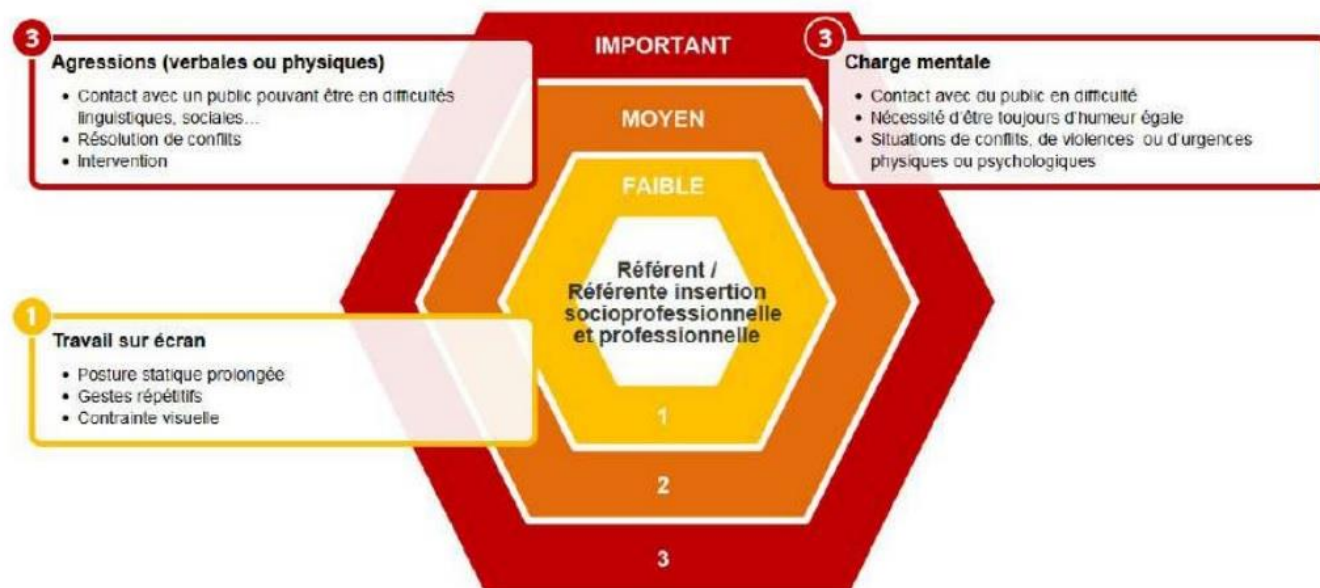 3
Agressions (verbales ou physiques)
• Contact avec un public pouvant être en difficultés
linguistiques, sociales...
• Résolution de conflits
• Intervention
IMPORTANT
MOYEN
FAIBLE
3
Charge mentale
• Contact avec du public en difficulté
• Nécessité d'être toujours d'humeur égale
• Situations de conflits, de violences ou d'urgences
physiques ou psychologiques
Référent /
Référente insertion
socioprofessionnelle
et professionnelle
1
Travail sur écran
• Posture statique prolongée
• Gestes répétitifs
• Contrainte visuelle
1
2
3